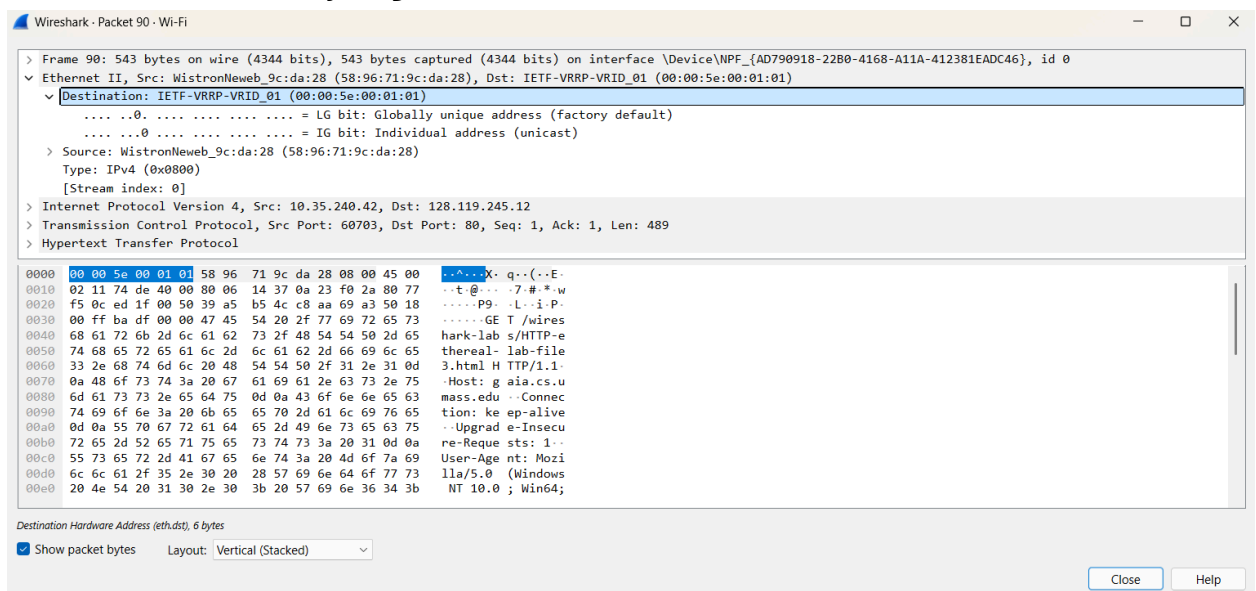 Wireshark · Packet 90 · Wi-Fi
> Frame 90: 543 bytes on wire (4344 bits), 543 bytes captured (4344 bits) on interface \Device\NPF_{AD790918-22B0-4168-A11A-412381EADC46}, id 0
Ethernet II, Src: WistronNeweb_9c:da:28 (58:96:71:9c:da:28), Dst: IETF-VRRP-VRID_01 (00:00:5e:00:01:01)
Destination: IETF-VRRP-VRID_01 (00:00:5e:00:01:01)
.... ..0. .... .... .... .... = LG bit: Globally unique address (factory default)
.... ...0 .... .... .... .... = IG bit: Individual address (unicast)
> Source: WistronNeweb_9c:da:28 (58:96:71:9c:da:28)
Type: IPv4 (0x0800)
[Stream index: 0]
> Internet Protocol Version 4, Src: 10.35.240.42, Dst: 128.119.245.12
> Transmission Control Protocol, Src Port: 60703, Dst Port: 80, Seq: 1, Ack: 1, Len: 489
> Hypertext Transfer Protocol
0000 00 00 5e 00 01 01 58 96 71 9c da 28 08 00 45 00 ··^···X· q··(··E·
0010 02 11 74 de 40 00 80 06 14 37 0a 23 f0 2a 80 77 ··t·@··· ·7·#·*·w
0020 f5 0c ed 1f 00 50 39 a5 b5 4c c8 aa 69 a3 50 18 ·····P9· ·L··i·P·
0030 00 ff ba df 00 00 47 45 54 20 2f 77 69 72 65 73 ······GE T /wires
0040 68 61 72 6b 2d 6c 61 62 73 2f 48 54 54 50 2d 65 hark-lab s/HTTP-e
0050 74 68 65 72 65 61 6c 2d 6c 61 62 2d 66 69 6c 65 thereal- lab-file
0060 33 2e 68 74 6d 6c 20 48 54 54 50 2f 31 2e 31 0d 3.html H TTP/1.1·
0070 0a 48 6f 73 74 3a 20 67 61 69 61 2e 63 73 2e 75 ·Host: g aia.cs.u
0080 6d 61 73 73 2e 65 64 75 0d 0a 43 6f 6e 6e 65 63 mass.edu ··Connec
0090 74 69 6f 6e 3a 20 6b 65 65 70 2d 61 6c 69 76 65 tion: ke ep-alive
00a0 0d 0a 55 70 67 72 61 64 65 2d 49 6e 73 65 63 75 ··Upgrad e-Insecu
00b0 72 65 2d 52 65 71 75 65 73 74 73 3a 20 31 0d 0a re-Reque sts: 1··
00c0 55 73 65 72 2d 41 67 65 6e 74 3a 20 4d 6f 7a 69 User-Age nt: Mozi
00d0 6c 6c 61 2f 35 2e 30 20 28 57 69 6e 64 6f 77 73 lla/5.0 (Windows
00e0 20 4e 54 20 31 30 2e 30 3b 20 57 69 6e 36 34 3b NT 10.0 ; Win64;
Destination Hardware Address (eth.dst), 6 bytes
Show packet bytes Layout: Vertical (Stacked)
Close Help